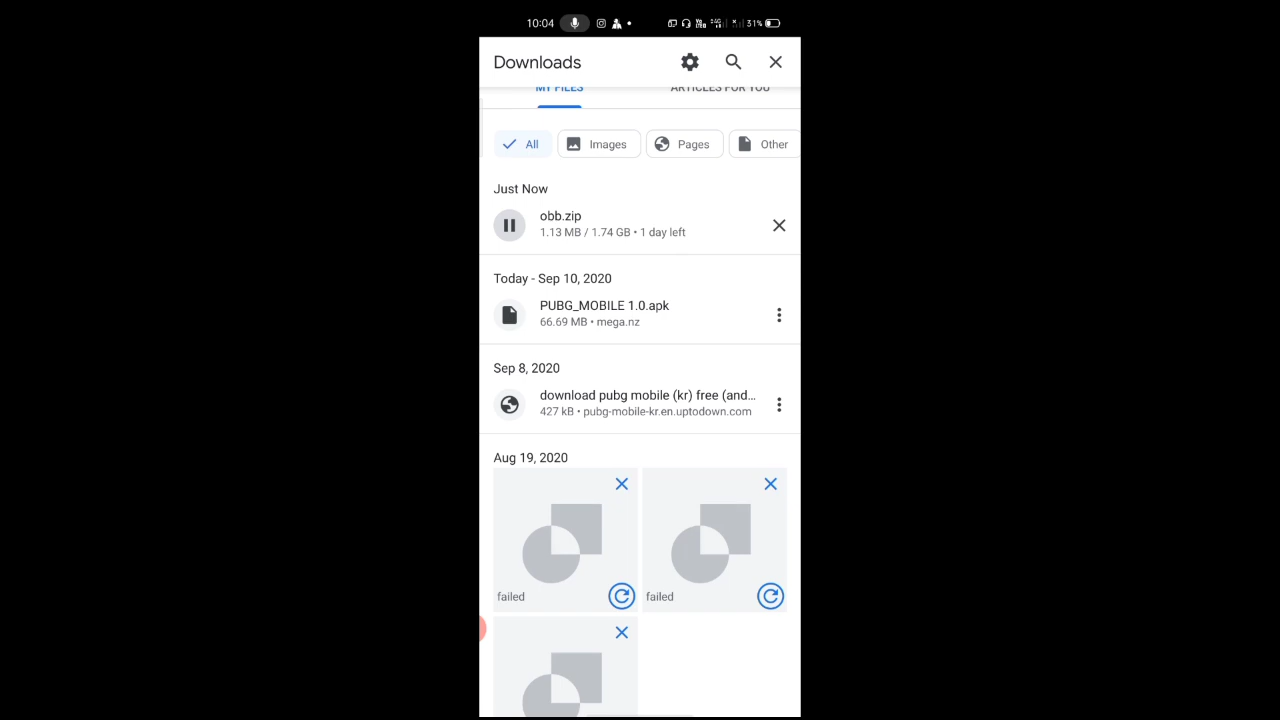 10:04
31%
Downloads
MY FILES
ARTICLES FOR YOU
All
Images
Pages
Other
Just Now
obb.zip
1.13 MB / 1.74 GB • 1 day left
Today - Sep 10, 2020
PUBG_MOBILE 1.0.apk
66.69 MB • mega.nz
Sep 8, 2020
download pubg mobile (kr) free (and...
427 kB • pubg-mobile-kr.en.uptodown.com
Aug 19, 2020
failed
failed